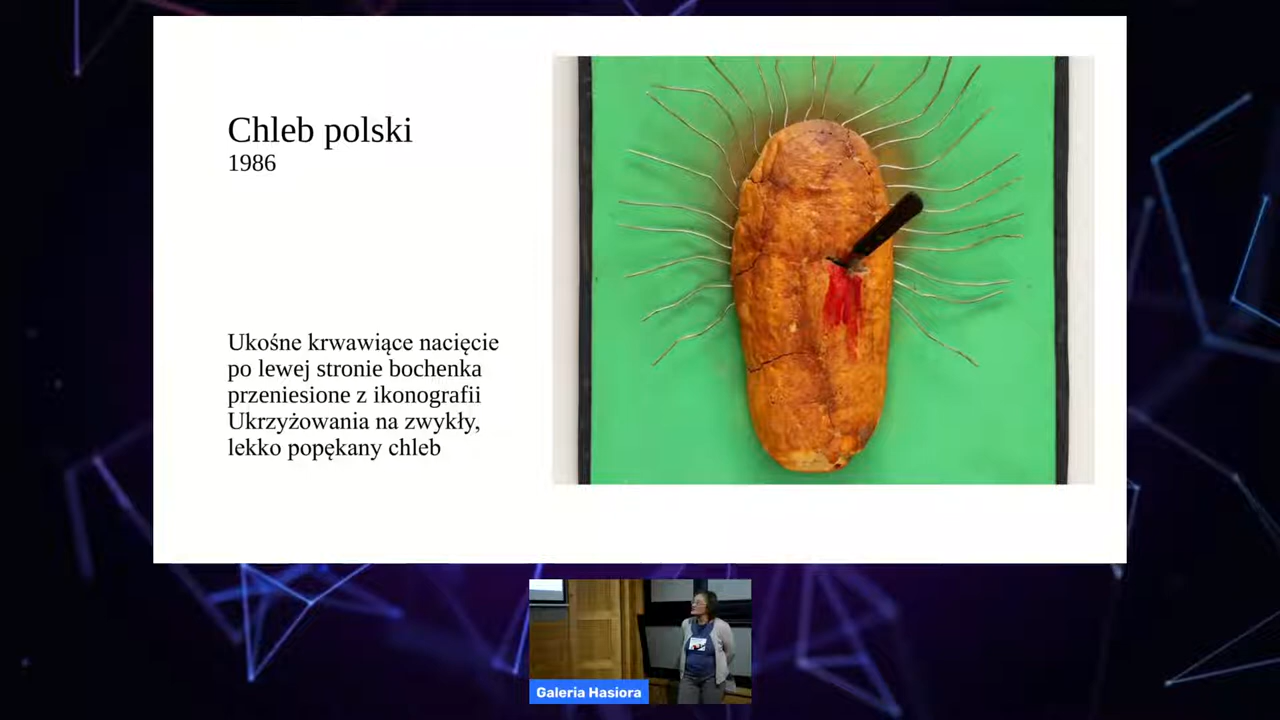 Chleb polski
1986
Ukośne krwawiące nacięcie
po lewej stronie bochenka
przeniesione z ikonografii
Ukrzyżowania na zwykły,
lekko popękany chleb
Galeria Hasiora